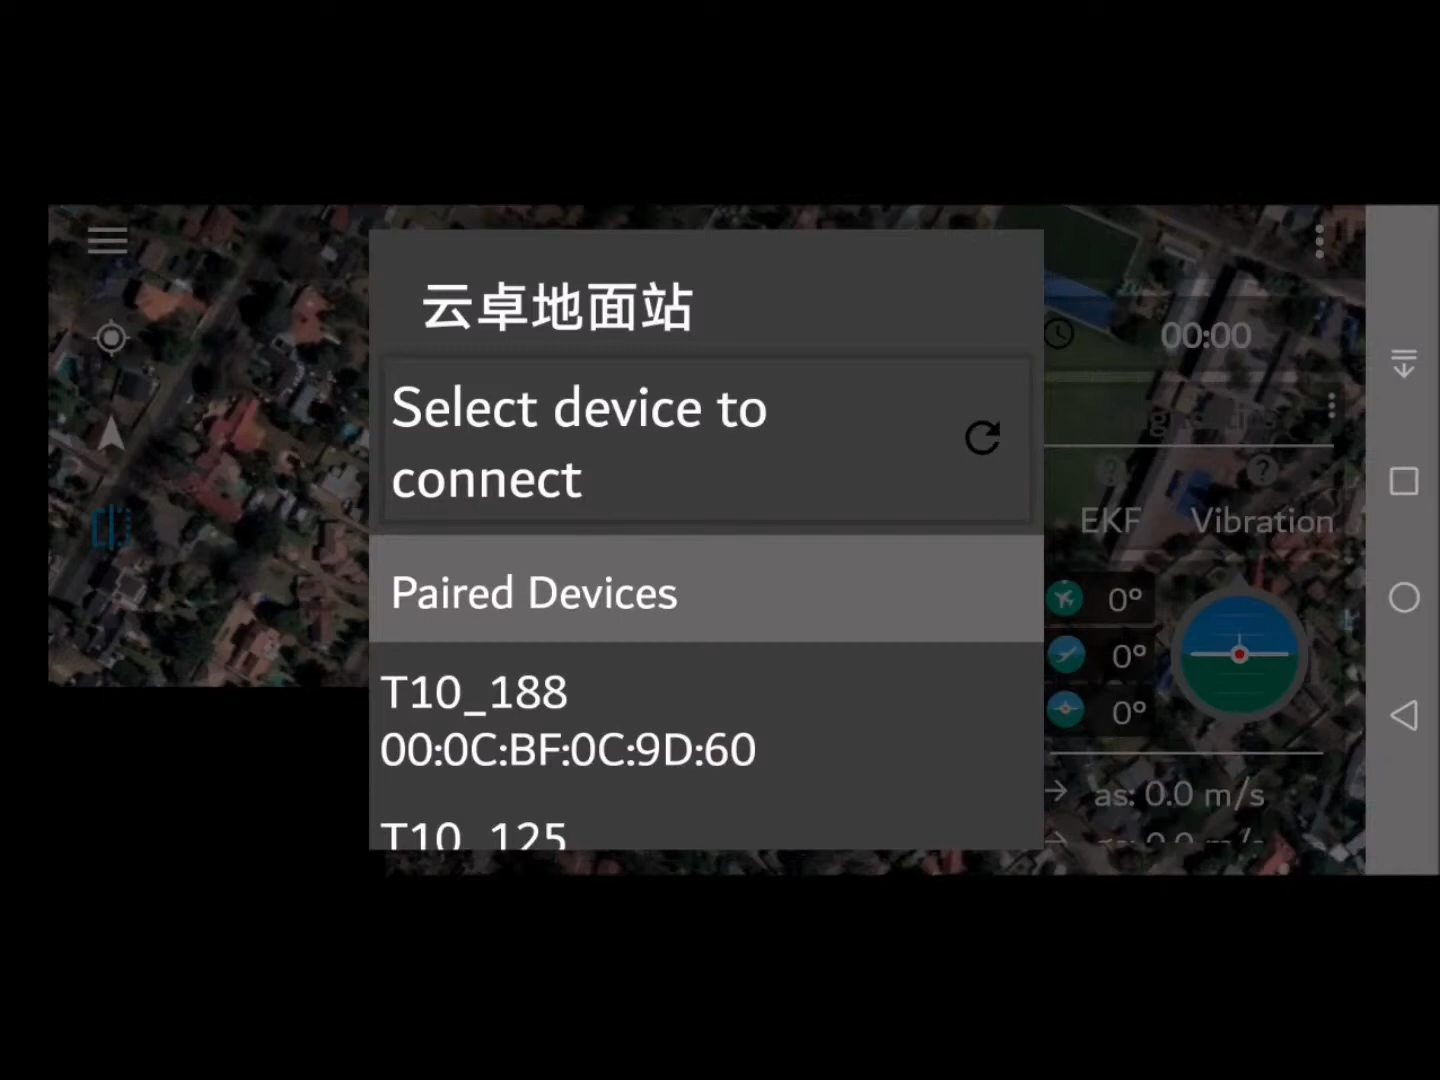 云卓地面站
Select device to
connect
Paired Devices
T10_188
00:0C:BF:0C:9D:60
T10_125
00:00
EKF
Vibration
0°
0°
0°
as: 0.0 m/s